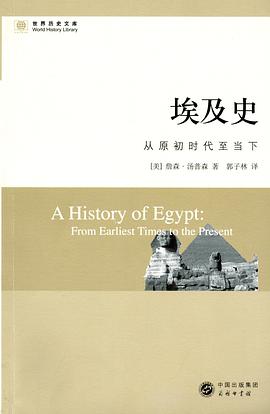 世界历史文库
World History Library
埃及史
从原初时代至当下
[美] 詹森·汤普森 著 郭子林 译
A History of Egypt:
From Earliest Times to the Present
中国出版集团
商务印书馆